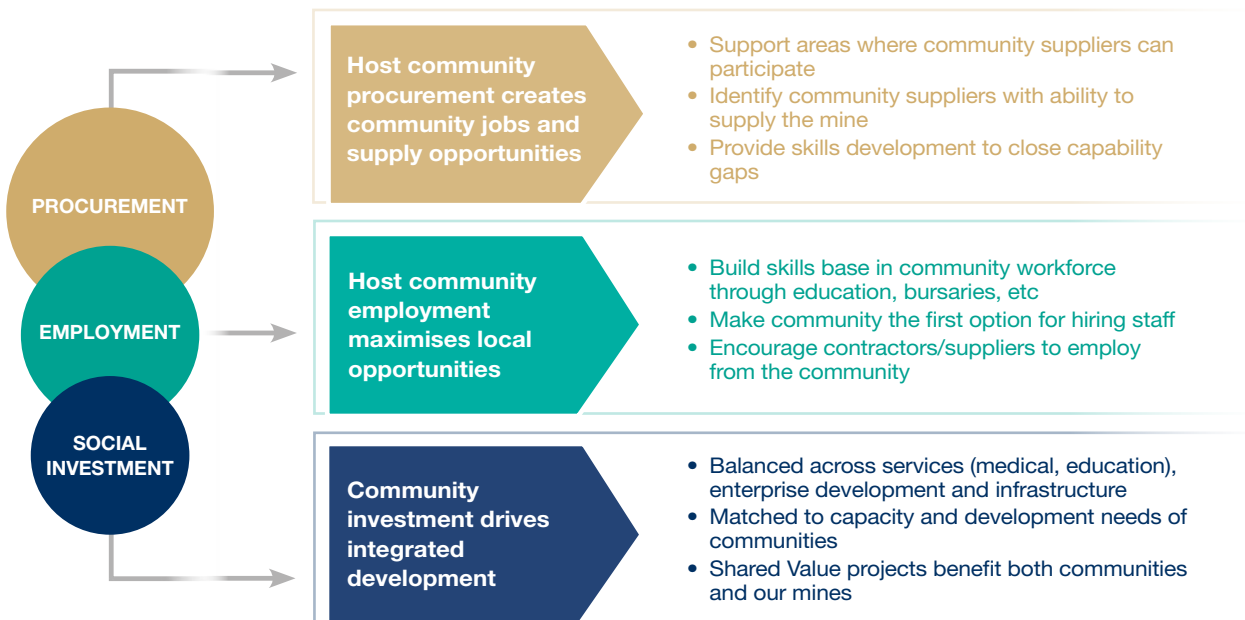 PROCUREMENT
EMPLOYMENT
SOCIAL
INVESTMENT
Host community
procurement creates
community jobs and
supply opportunities
• Support areas where community suppliers can
participate
• Identify community suppliers with ability to
supply the mine
• Provide skills development to close capability
gaps
Host community
employment
maximises local
opportunities
• Build skills base in community workforce
through education, bursaries, etc
• Make community the first option for hiring staff
• Encourage contractors/suppliers to employ
from the community
Community
investment drives
integrated
development
• Balanced across services (medical, education),
enterprise development and infrastructure
• Matched to capacity and development needs of
communities
• Shared Value projects benefit both communities
and our mines